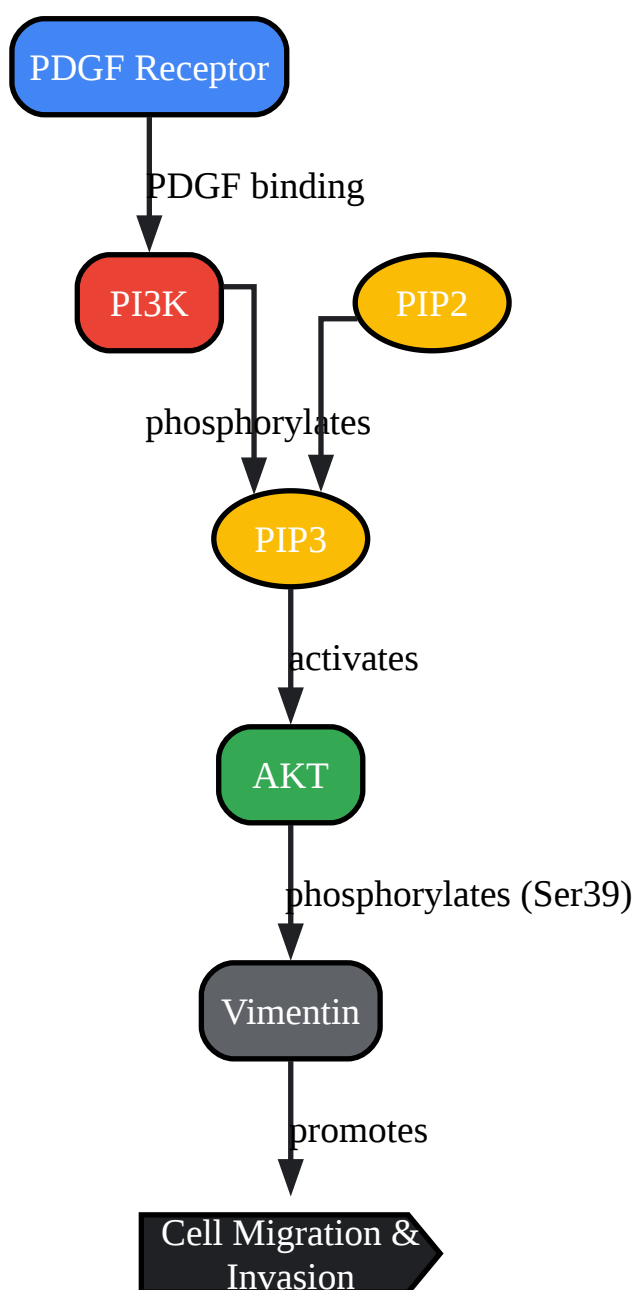 PDGF Receptor
PDGF binding
PI3K
PIP2
phosphorylates
PIP3
activates
AKT
phosphorylates (Ser39)
Vimentin
promotes
Cell Migration &
Invasion